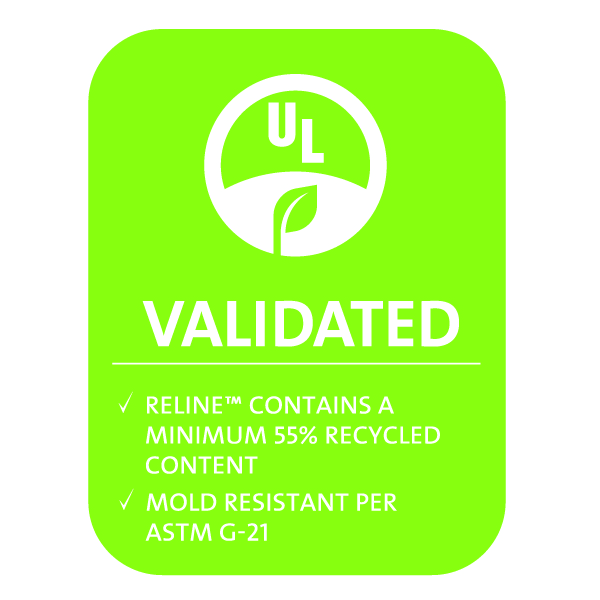 UL
VALIDATED
✓ RELINE™ CONTAINS A
MINIMUM 55% RECYCLED
CONTENT
✓ MOLD RESISTANT PER
ASTM G-21